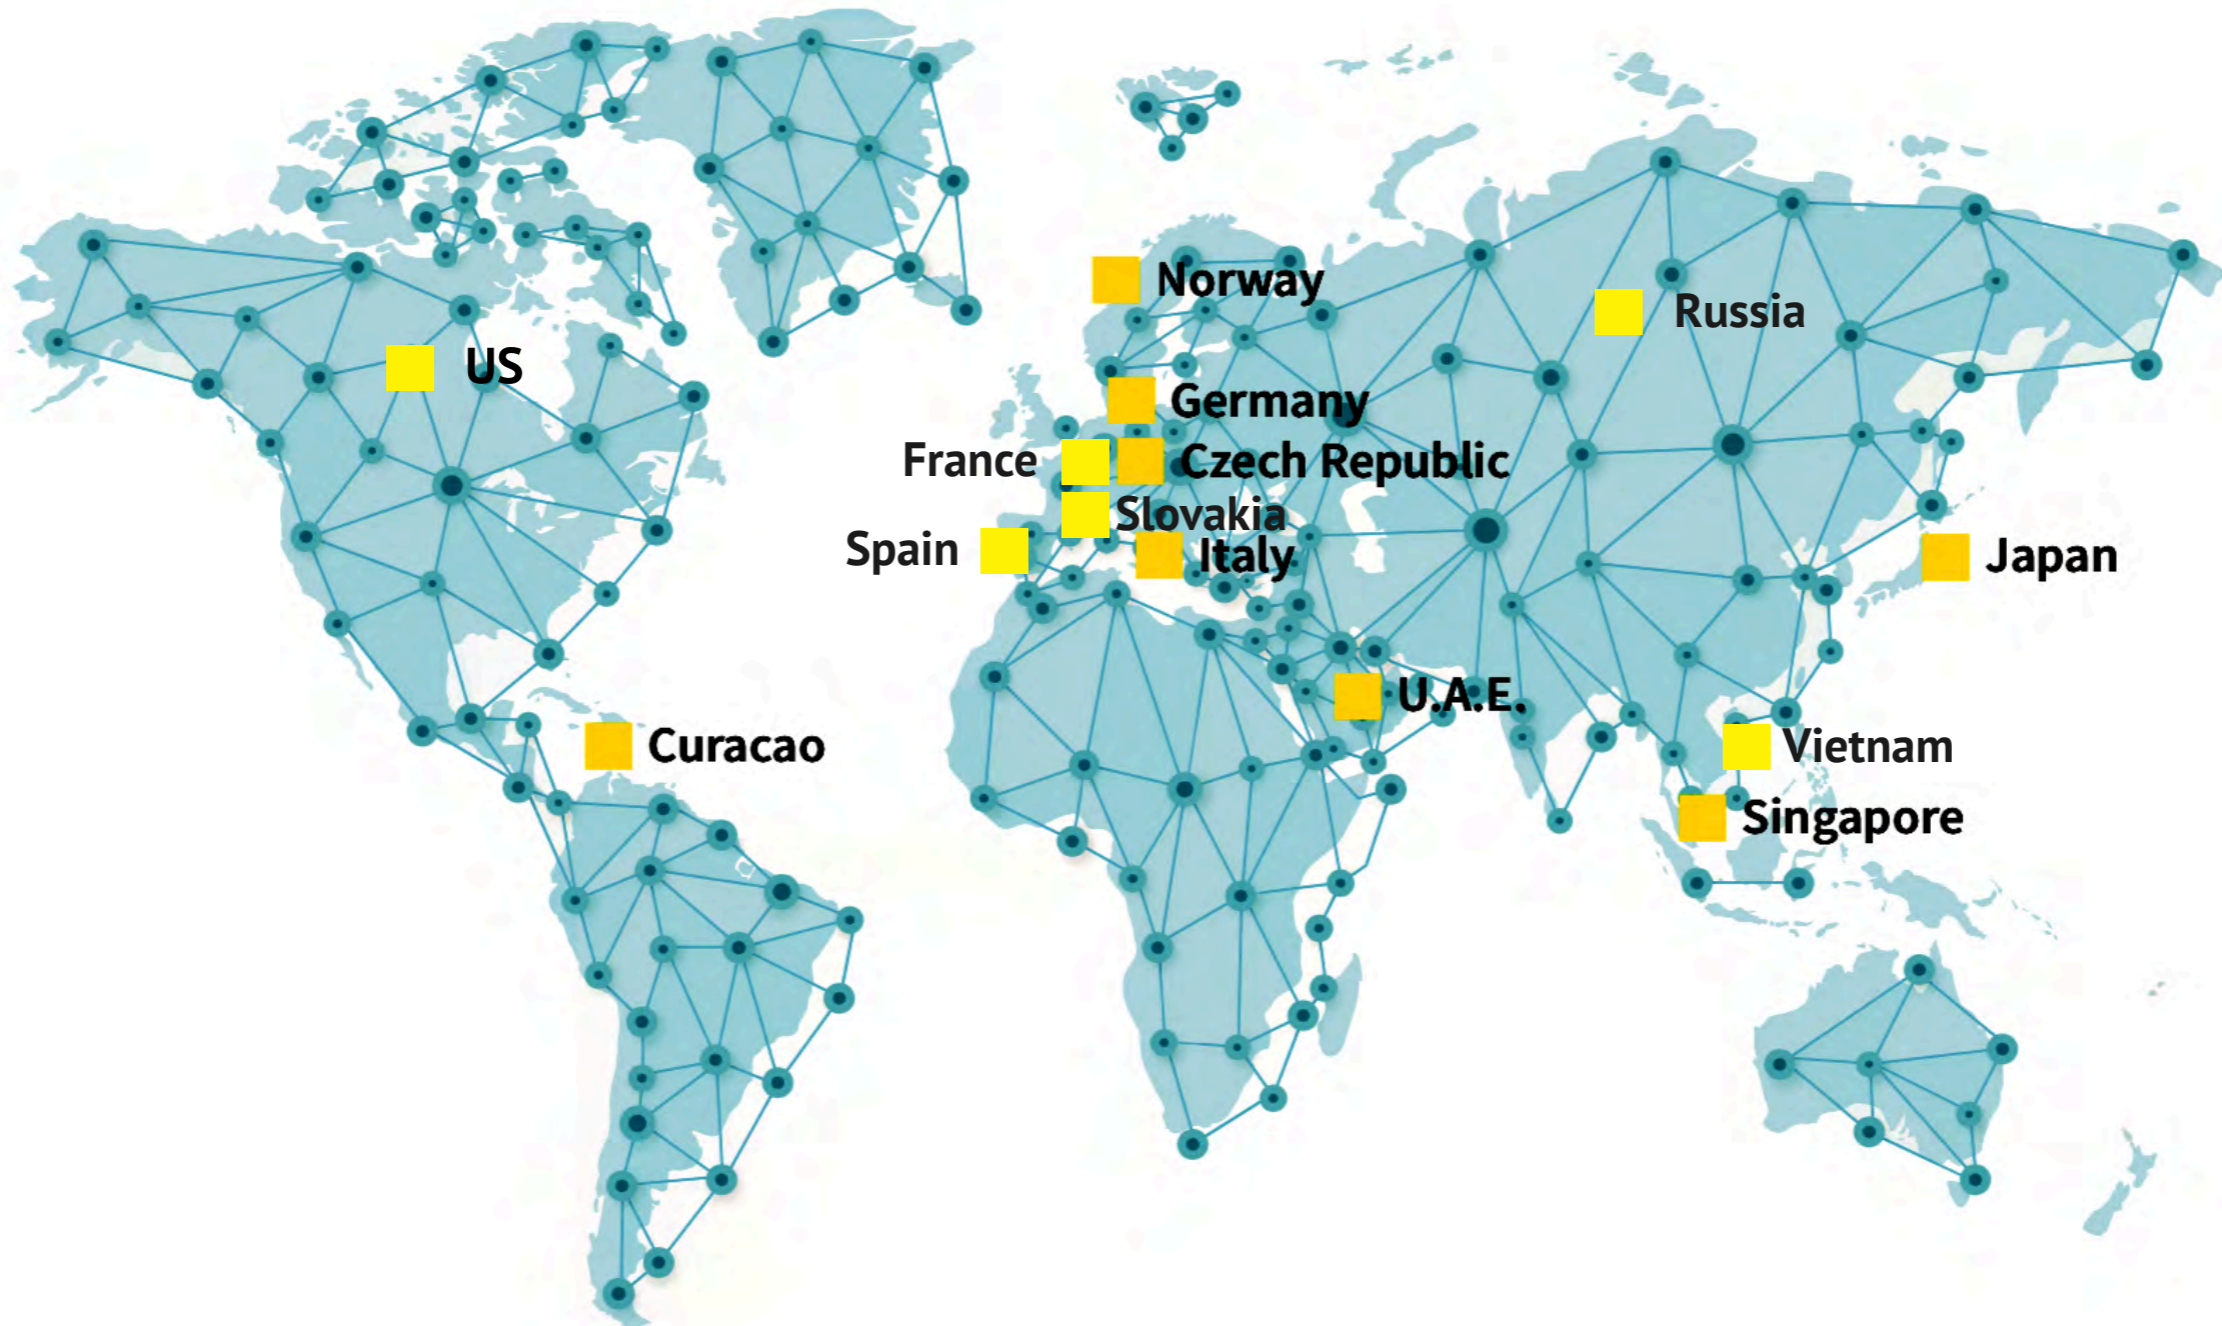 Norway
Russia
US
Germany
France
Czech Republic
Slovakia
Spain
Italy
Japan
U.A.E.
Curacao
Vietnam
Singapore